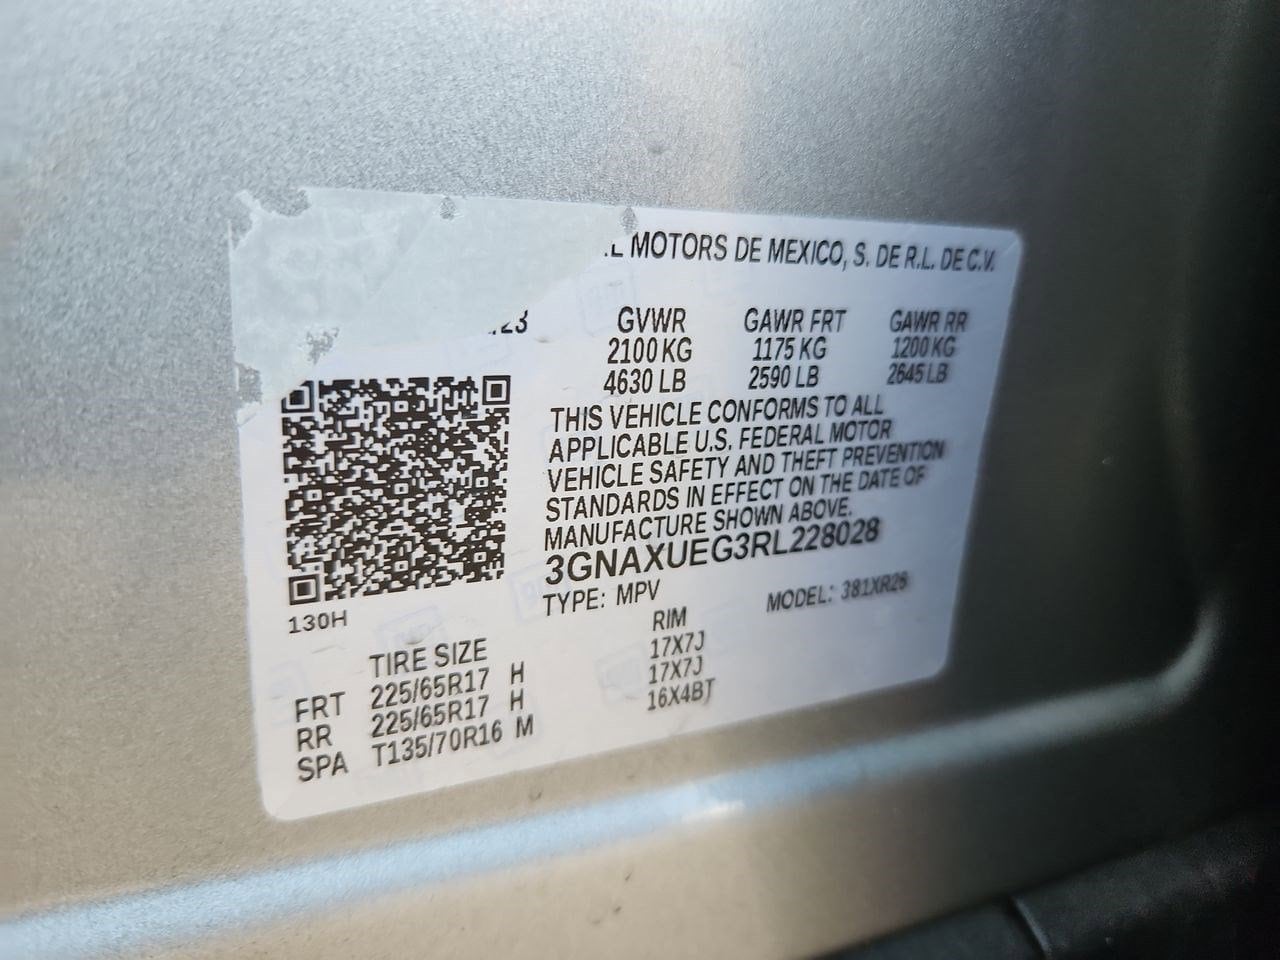 MOTORS DE MEXICO, S. DE R.L. DE C.V.
23
GVWR GAWR FRT GAWR RR
2100 KG 1175 KG 1200 KG
4630 LB 2590 LB 2645 LB
THIS VEHICLE CONFORMS TO ALL
APPLICABLE U.S. FEDERAL MOTOR
VEHICLE SAFETY AND THEFT PREVENTION
STANDARDS IN EFFECT ON THE DATE OF
MANUFACTURE SHOWN ABOVE.
3GNAXUEG3RL228028
TYPE: MPV MODEL: 381XR26
130H
TIRE SIZE RIM
FRT 225/65R17 H 17X7J
RR 225/65R17 H 17X7J
SPA T135/70R16 M 16X4BT